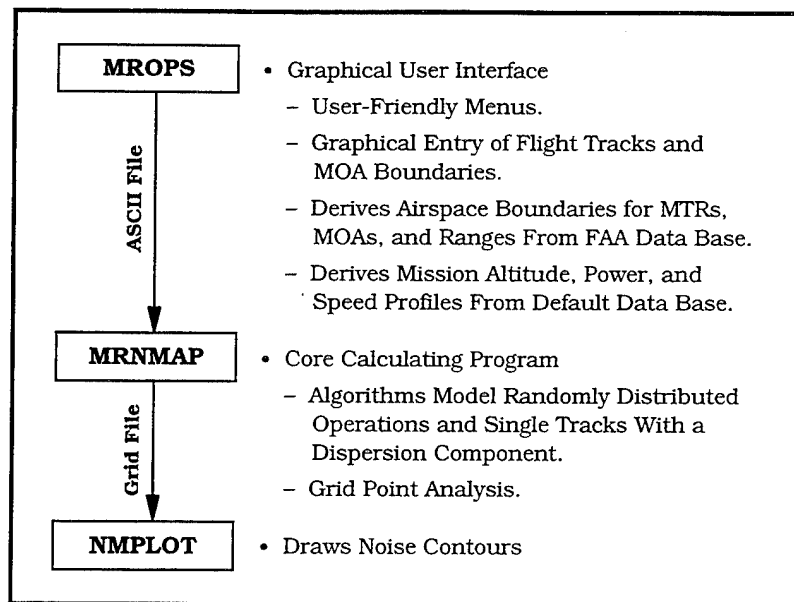 MROPS
• Graphical User Interface
– User-Friendly Menus.
– Graphical Entry of Flight Tracks and
MOA Boundaries.
– Derives Airspace Boundaries for MTRs,
MOAs, and Ranges From FAA Data Base.
– Derives Mission Altitude, Power, and
Speed Profiles From Default Data Base.
ASCII File
MRNMAP
• Core Calculating Program
– Algorithms Model Randomly Distributed
Operations and Single Tracks With a
Dispersion Component.
– Grid Point Analysis.
Grid File
NMPLOT
• Draws Noise Contours